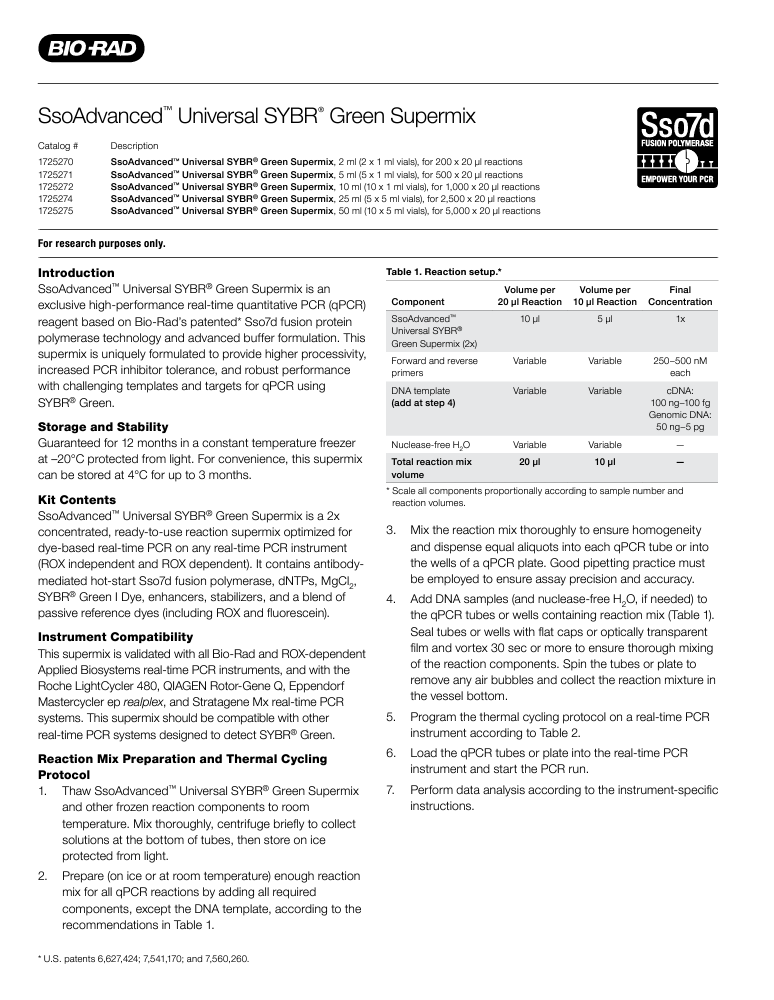 BIO-RAD
SsoAdvanced™ Universal SYBR® Green Supermix
Catalog # Description
1725270 SsoAdvanced™ Universal SYBR® Green Supermix, 2 ml (2 x 1 ml vials), for 200 x 20 µl reactions
1725271 SsoAdvanced™ Universal SYBR® Green Supermix, 5 ml (5 x 1 ml vials), for 500 x 20 µl reactions
1725272 SsoAdvanced™ Universal SYBR® Green Supermix, 10 ml (10 x 1 ml vials), for 1,000 x 20 µl reactions
1725274 SsoAdvanced™ Universal SYBR® Green Supermix, 25 ml (5 x 5 ml vials), for 2,500 x 20 µl reactions
1725275 SsoAdvanced™ Universal SYBR® Green Supermix, 50 ml (10 x 5 ml vials), for 5,000 x 20 µl reactions
Sso7d
FUSION POLYMERASE
EMPOWER YOUR PCR
For research purposes only.
Introduction
SsoAdvanced™ Universal SYBR® Green Supermix is an
exclusive high-performance real-time quantitative PCR (qPCR)
reagent based on Bio-Rad's patented* Sso7d fusion protein
polymerase technology and advanced buffer formulation. This
supermix is uniquely formulated to provide higher processivity,
increased PCR inhibitor tolerance, and robust performance
with challenging templates and targets for qPCR using
SYBR® Green.
Storage and Stability
Guaranteed for 12 months in a constant temperature freezer
at –20°C protected from light. For convenience, this supermix
can be stored at 4°C for up to 3 months.
Kit Contents
SsoAdvanced™ Universal SYBR® Green Supermix is a 2x
concentrated, ready-to-use reaction supermix optimized for
dye-based real-time PCR on any real-time PCR instrument
(ROX independent and ROX dependent). It contains antibody-
mediated hot-start Sso7d fusion polymerase, dNTPs, MgCl2,
SYBR® Green I Dye, enhancers, stabilizers, and a blend of
passive reference dyes (including ROX and fluorescein).
Instrument Compatibility
This supermix is validated with all Bio-Rad and ROX-dependent
Applied Biosystems real-time PCR instruments, and with the
Roche LightCycler 480, QIAGEN Rotor-Gene Q, Eppendorf
Mastercycler ep realplex, and Stratagene Mx real-time PCR
systems. This supermix should be compatible with other
real-time PCR systems designed to detect SYBR® Green.
Reaction Mix Preparation and Thermal Cycling
Protocol
1. Thaw SsoAdvanced™ Universal SYBR® Green Supermix
and other frozen reaction components to room
temperature. Mix thoroughly, centrifuge briefly to collect
solutions at the bottom of tubes, then store on ice
protected from light.
2. Prepare (on ice or at room temperature) enough reaction
mix for all qPCR reactions by adding all required
components, except the DNA template, according to the
recommendations in Table 1.
Table 1. Reaction setup.*
Component Volume per 20 µl Reaction Volume per 10 µl Reaction Final Concentration
SsoAdvanced™ 10 µl 5 µl 1x
Universal SYBR®
Green Supermix (2x)
Forward and reverse Variable Variable 250–500 nM
primers each
DNA template Variable Variable cDNA:
(add at step 4) 100 ng–100 fg
Genomic DNA:
50 ng–5 pg
Nuclease-free H2O Variable Variable —
Total reaction mix 20 µl 10 µl —
volume
* Scale all components proportionally according to sample number and
reaction volumes.
3. Mix the reaction mix thoroughly to ensure homogeneity
and dispense equal aliquots into each qPCR tube or into
the wells of a qPCR plate. Good pipetting practice must
be employed to ensure assay precision and accuracy.
4. Add DNA samples (and nuclease-free H2O, if needed) to
the qPCR tubes or wells containing reaction mix (Table 1).
Seal tubes or wells with flat caps or optically transparent
film and vortex 30 sec or more to ensure thorough mixing
of the reaction components. Spin the tubes or plate to
remove any air bubbles and collect the reaction mixture in
the vessel bottom.
5. Program the thermal cycling protocol on a real-time PCR
instrument according to Table 2.
6. Load the qPCR tubes or plate into the real-time PCR
instrument and start the PCR run.
7. Perform data analysis according to the instrument-specific
instructions.
* U.S. patents 6,627,424; 7,541,170; and 7,560,260.